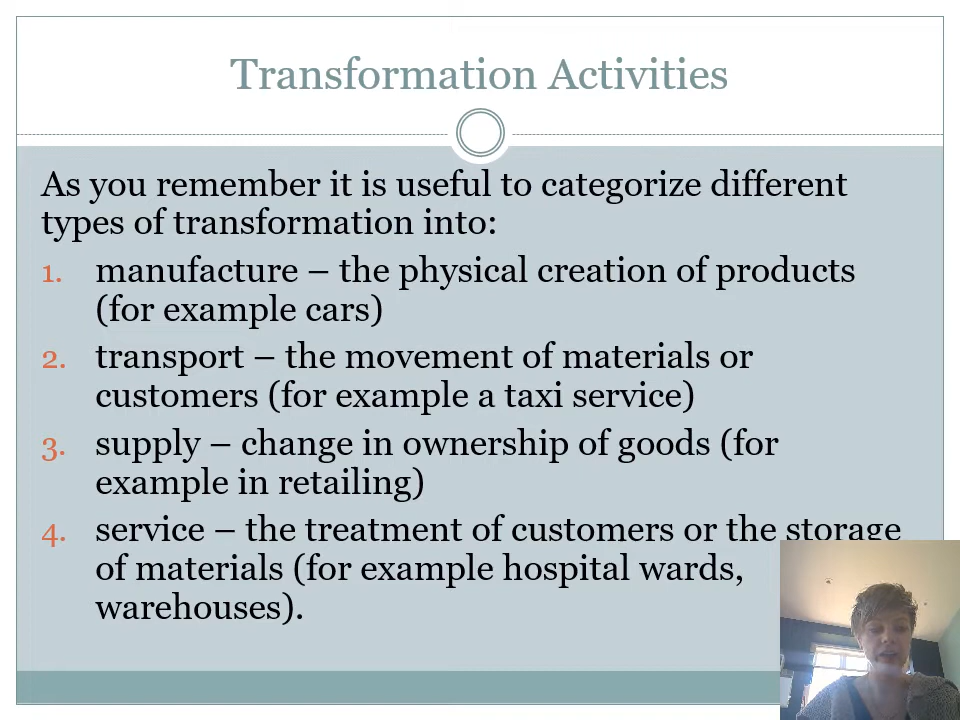 Transformation Activities
As you remember it is useful to categorize different
types of transformation into:
1. manufacture – the physical creation of products
(for example cars)
2. transport – the movement of materials or
customers (for example a taxi service)
3. supply – change in ownership of goods (for
example in retailing)
4. service – the treatment of customers or the storage
of materials (for example hospital wards,
warehouses).